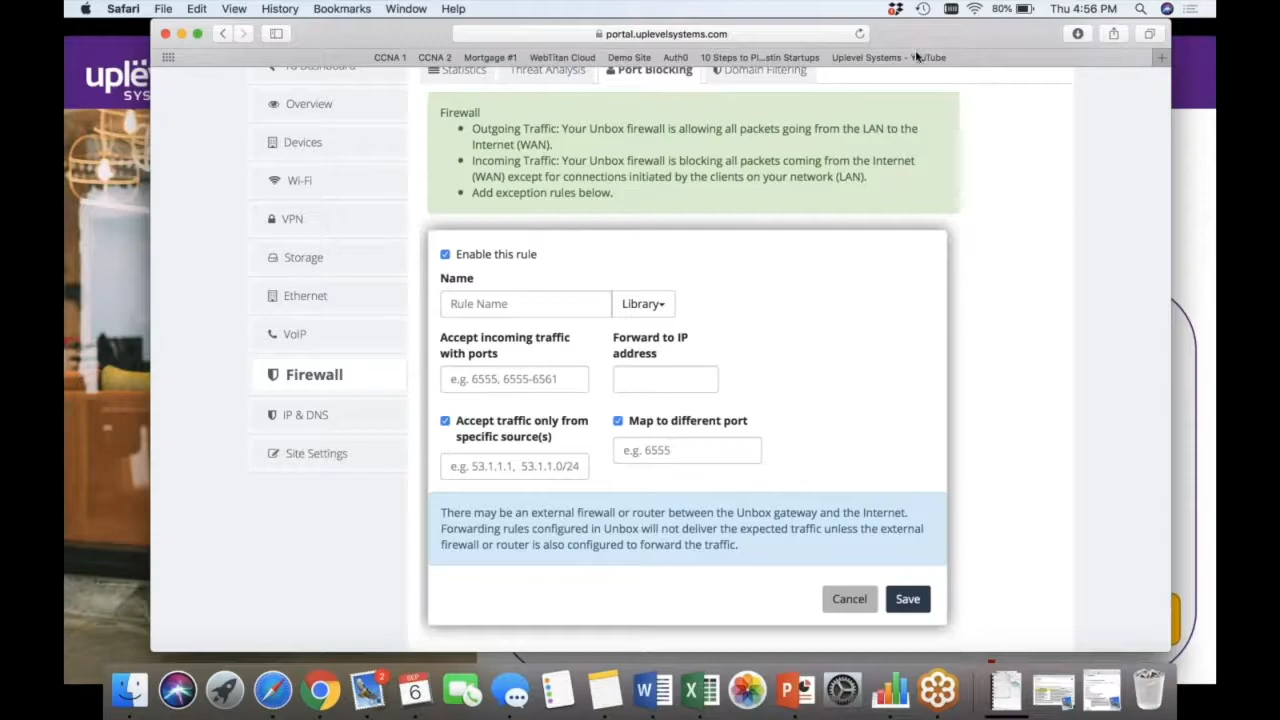 Safari File Edit View History Bookmarks Window Help 80% Thu 4:56 PM
portal.uplevelsystems.com
CCNA 1 CCNA 2 Mortgage #1 WebTitan Cloud Demo Site Auth0 10 Steps to Pl...stin Startups Uplevel Systems - YouTube
uplë
SYS
Statistics Threat Analysis Port Blocking Domain Filtering
Overview
Devices
Wi-Fi
VPN
Storage
Ethernet
VoIP
Firewall
IP & DNS
Site Settings
Firewall
Outgoing Traffic: Your Unbox firewall is allowing all packets going from the LAN to the
Internet (WAN).
Incoming Traffic: Your Unbox firewall is blocking all packets coming from the Internet
(WAN) except for connections initiated by the clients on your network (LAN).
Add exception rules below.
Enable this rule
Name
Rule Name Library
Accept incoming traffic
with ports
Forward to IP
address
e.g. 6555, 6555-6561
Accept traffic only from
specific source(s)
Map to different port
e.g. 53.1.1.1, 53.1.1.0/24
e.g. 6555
There may be an external firewall or router between the Unbox gateway and the Internet.
Forwarding rules configured in Unbox will not deliver the expected traffic unless the external
firewall or router is also configured to forward the traffic.
Cancel Save
2
SEP
6